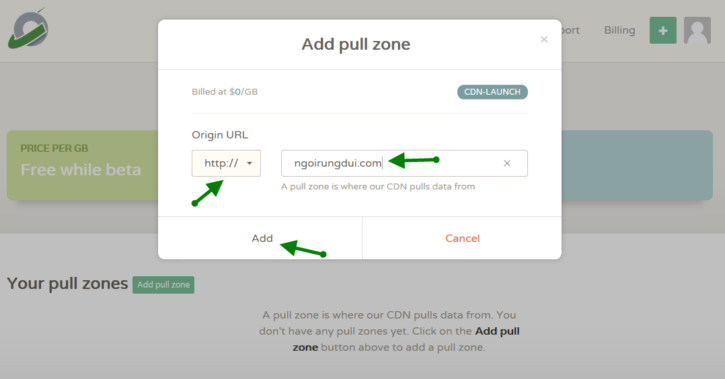 Add pull zone
×
Billing
+
Billed at $0/GB
CDN-LAUNCH
Origin URL
PRICE PER GB
http://
ngoirungdui.com
×
Free while beta
A pull zone is where our CDN pulls data from
Add
Cancel
Your pull zones
Add pull zone
A pull zone is where our CDN pulls data from. You
don't have any pull zones yet. Click on the Add pull
zone button above to add a pull zone.